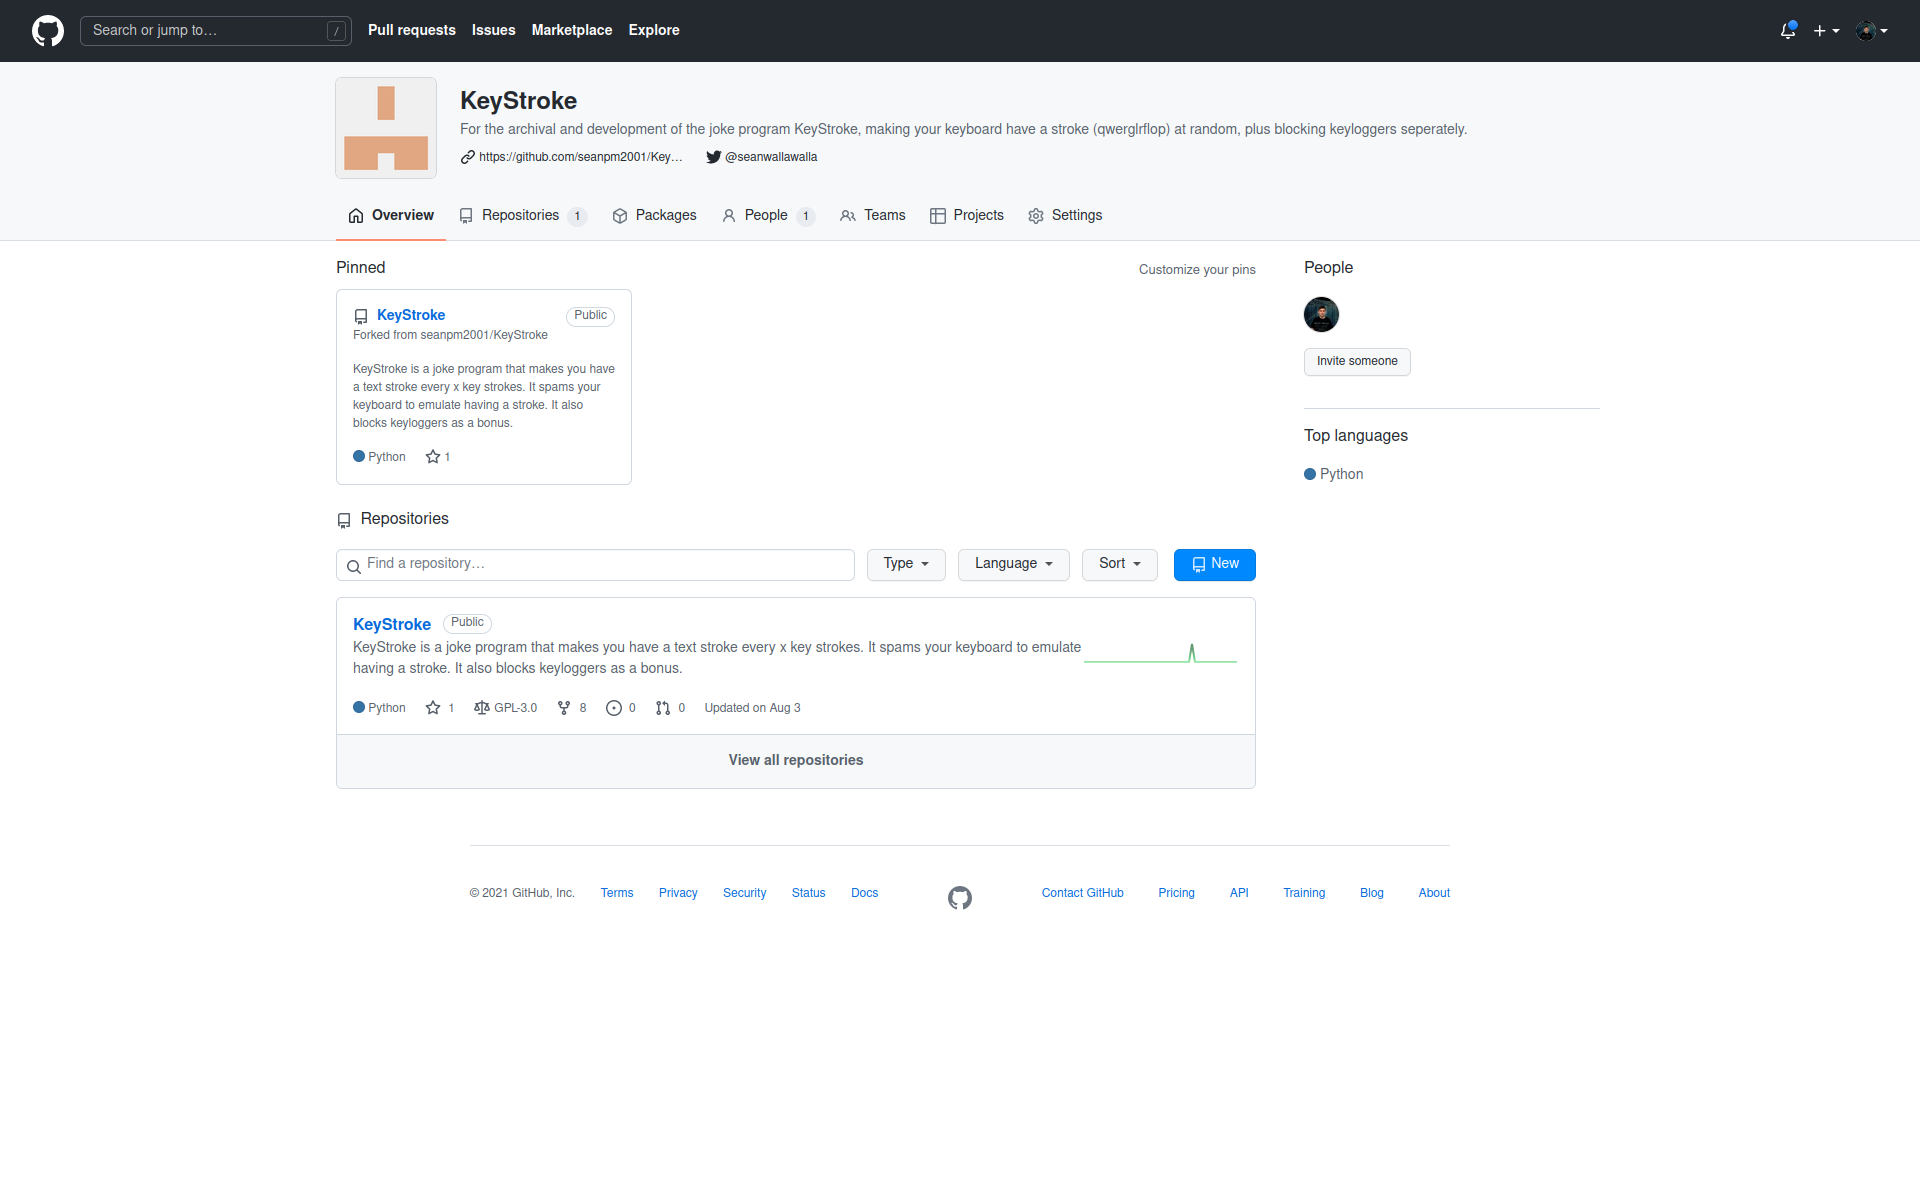 Search or jump to… /
Pull requests Issues Marketplace Explore
KeyStroke
For the archival and development of the joke program KeyStroke, making your keyboard have a stroke (qwerglrflop) at random, plus blocking keyloggers seperately.
https://github.com/seanpm2001/Key… @seanwallawalla
Overview Repositories 1 Packages People 1 Teams Projects Settings
Pinned Customize your pins
KeyStroke Public
Forked from seanpm2001/KeyStroke
KeyStroke is a joke program that makes you have
a text stroke every x key strokes. It spams your
keyboard to emulate having a stroke. It also
blocks keyloggers as a bonus.
Python 1
People
Invite someone
Top languages
Python
Repositories
Find a repository… Type Language Sort New
KeyStroke Public
KeyStroke is a joke program that makes you have a text stroke every x key strokes. It spams your keyboard to emulate
having a stroke. It also blocks keyloggers as a bonus.
Python 1 GPL-3.0 8 0 0 Updated on Aug 3
View all repositories
© 2021 GitHub, Inc. Terms Privacy Security Status Docs Contact GitHub Pricing API Training Blog About